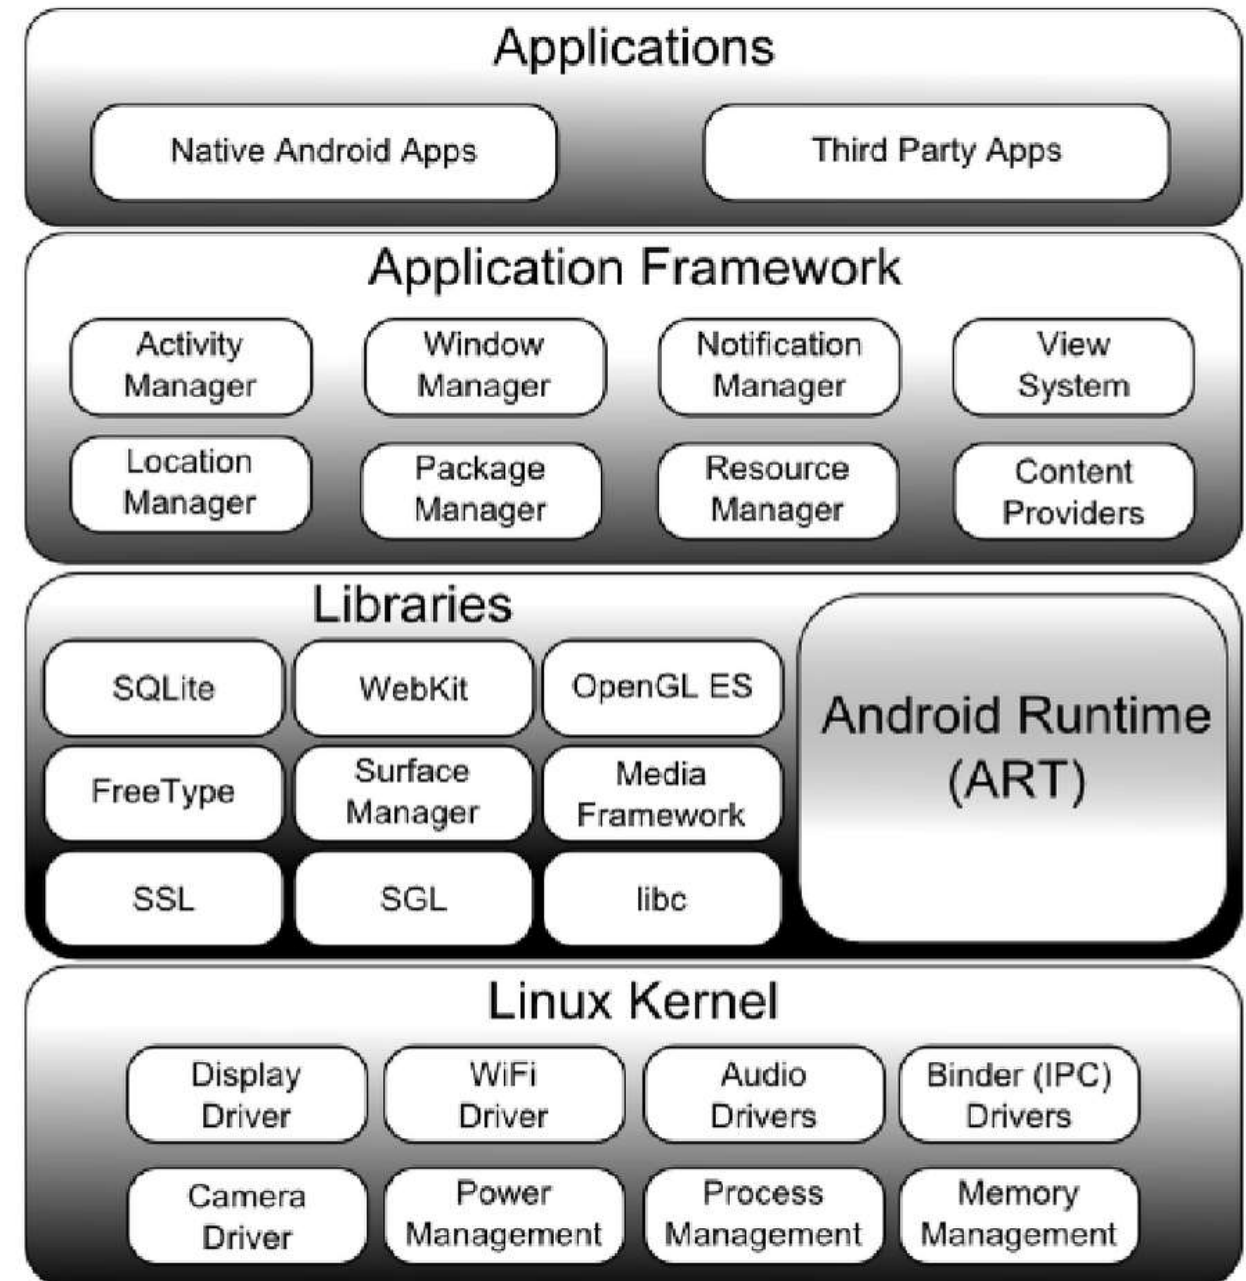 Applications
Native Android Apps
Third Party Apps
Application Framework
Activity
Manager
Window
Manager
Notification
Manager
View
System
Location
Manager
Package
Manager
Resource
Manager
Content
Providers
Libraries
SQLite
WebKit
OpenGL ES
FreeType
Surface
Manager
Media
Framework
SSL
SGL
libc
Android Runtime
(ART)
Linux Kernel
Display
Driver
WiFi
Driver
Audio
Drivers
Binder (IPC)
Drivers
Camera
Driver
Power
Management
Process
Management
Memory
Management